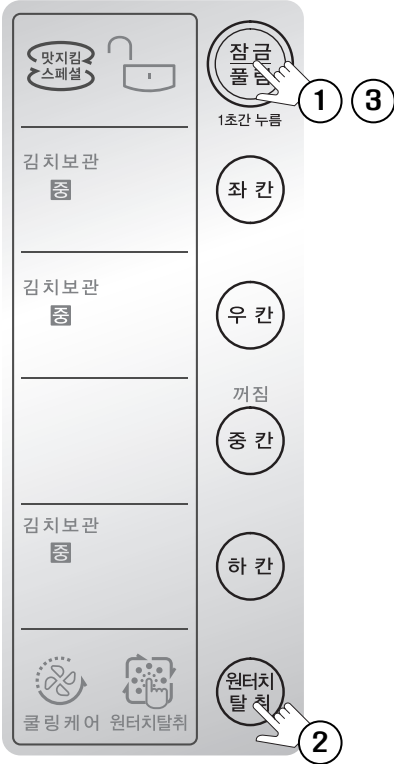 맛지킴
스페셜
잠금
풀림
1 3
1초간 누름
김치보관
중
좌 칸
김치보관
중
우 칸
꺼짐
중 칸
김치보관
중
하 칸
쿨링케어 원터치탈취
원터치
탈 취
2